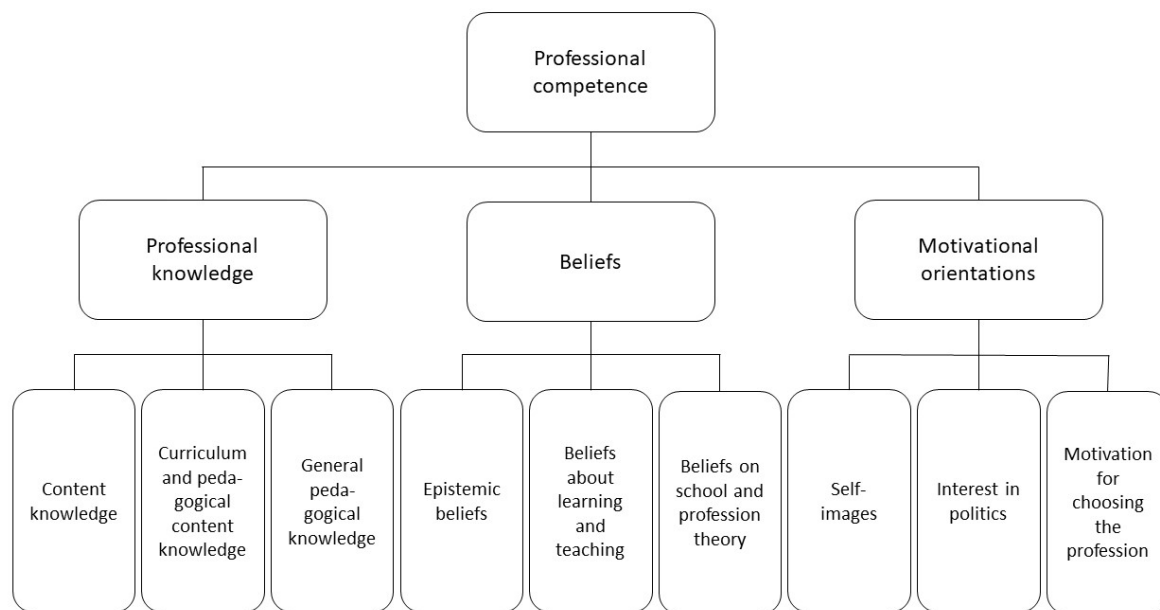 Professional
competence
Professional
knowledge
Beliefs
Motivational
orientations
Content
knowledge
Curriculum
and peda-
gogical
content
knowledge
General
peda-
gogical
knowledge
Epistemic
beliefs
Beliefs
about
learning
and
teaching
Beliefs on
school and
profession
theory
Self-
images
Interest in
politics
Motivation
for
choosing
the
profession